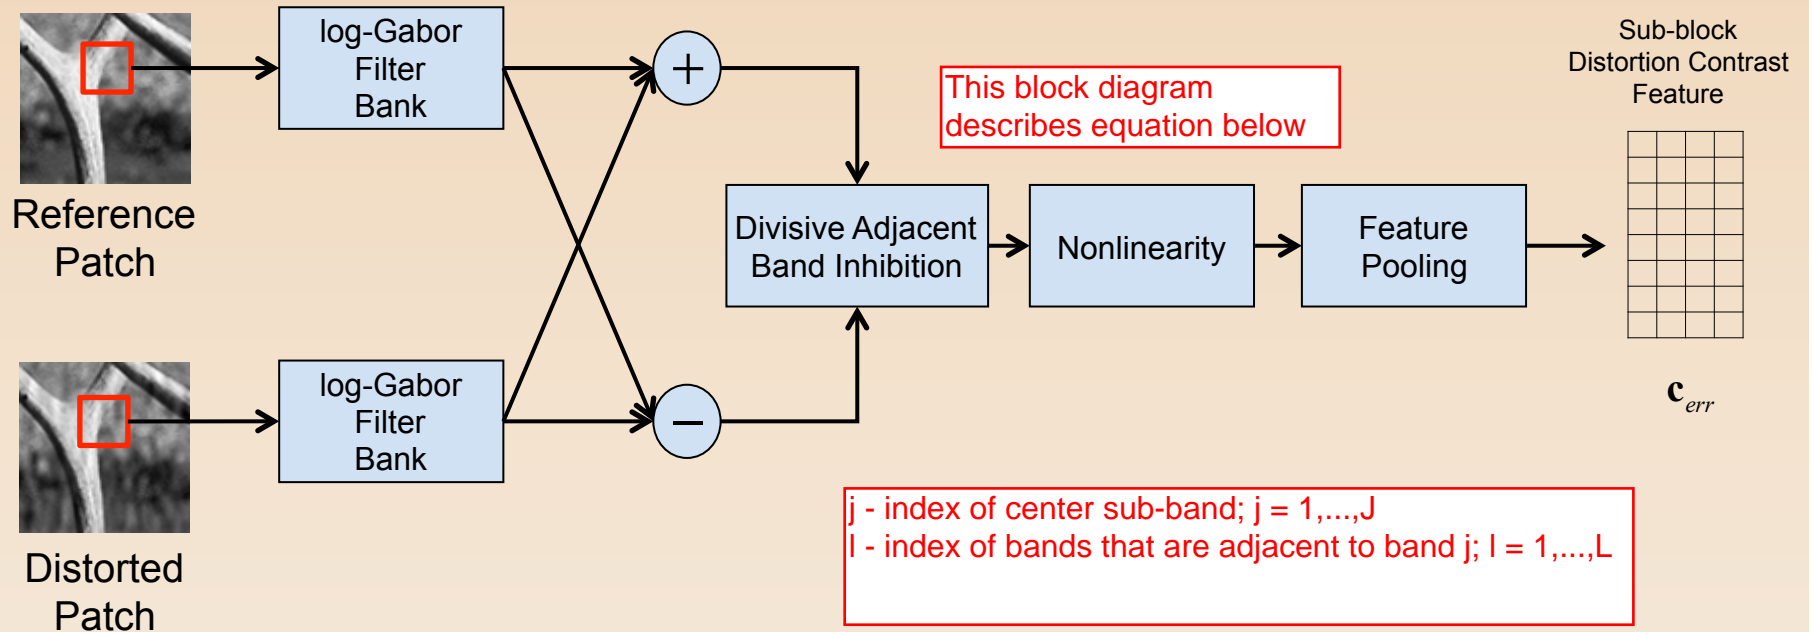 log-Gabor
Filter
Bank
+
This block diagram
describes equation below
Sub-block
Distortion Contrast
Feature
Reference
Patch
Divisive Adjacent
Band Inhibition
Nonlinearity
Feature
Pooling
log-Gabor
Filter
Bank
−
c_err
j - index of center sub-band; j = 1,...,J
l - index of bands that are adjacent to band j; l = 1,...,L
Distorted
Patch